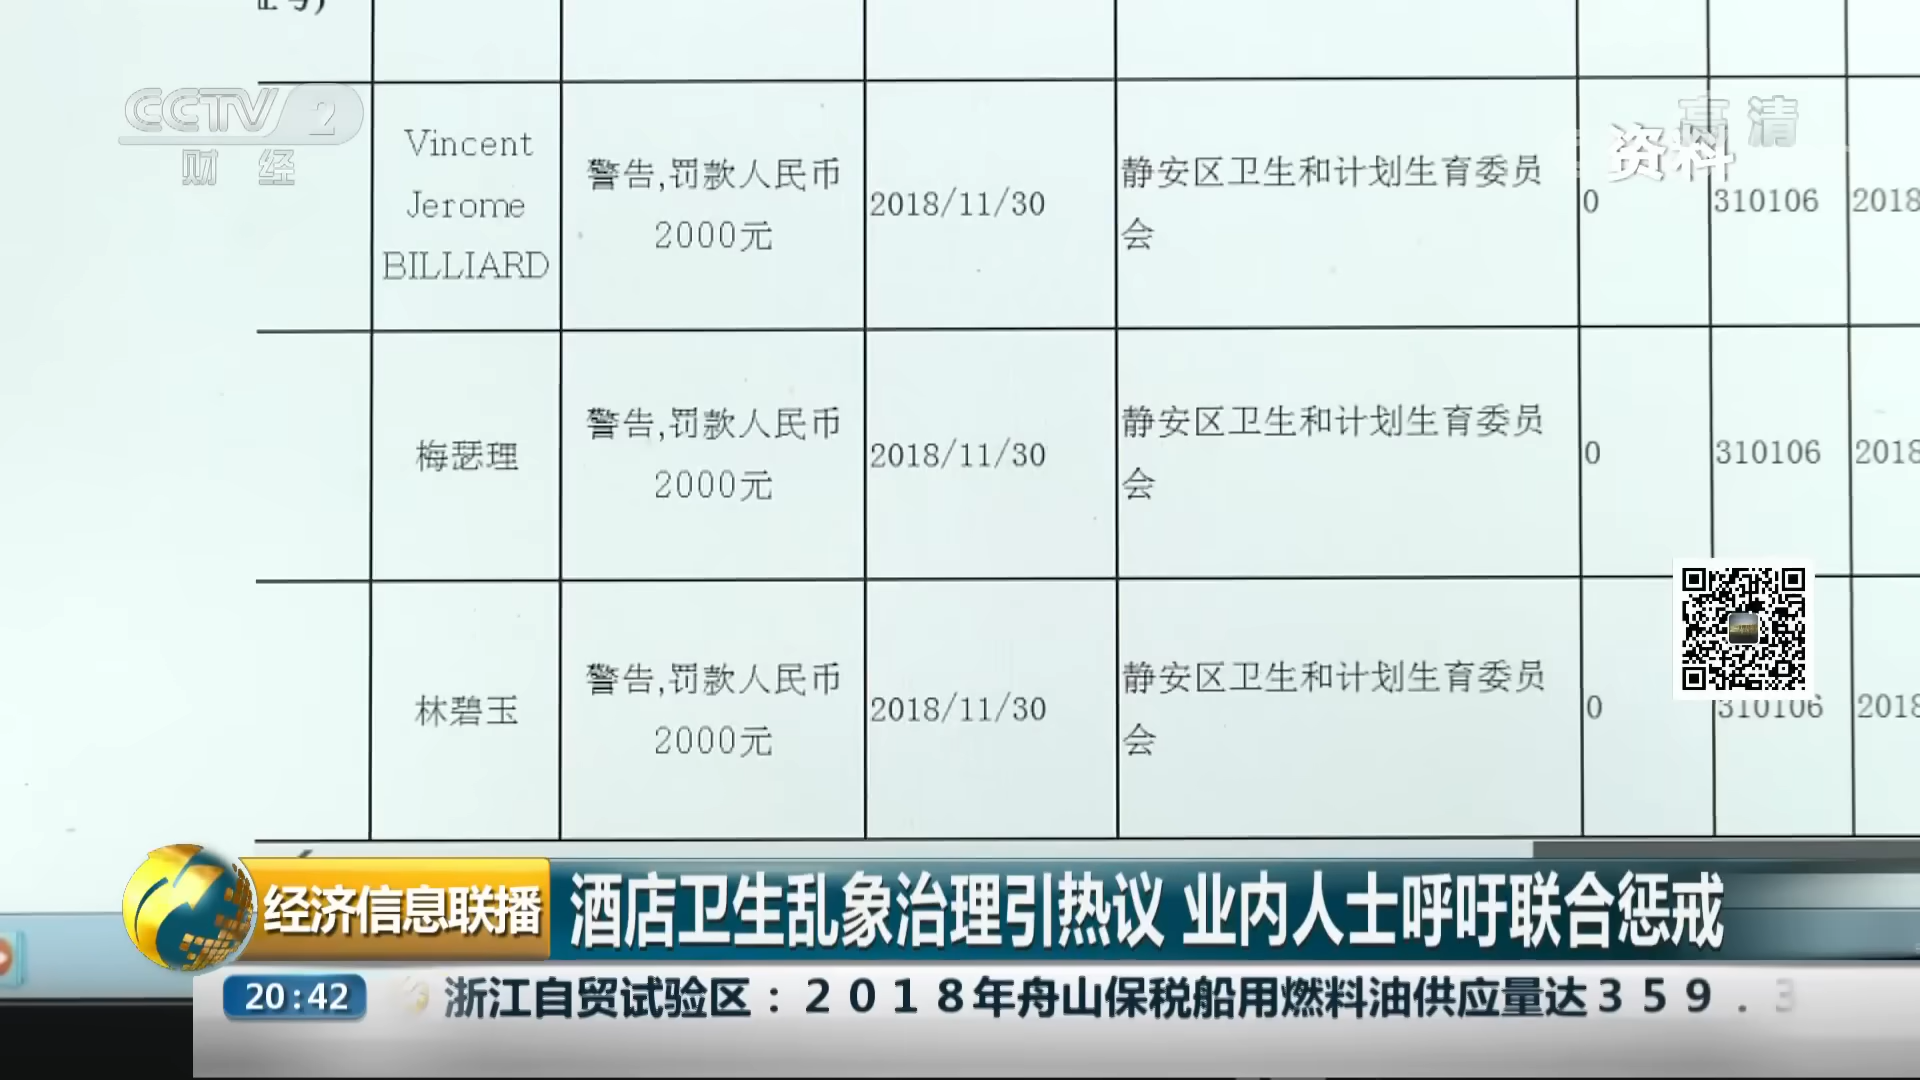 CCTV 2
财 经
高清
资料
Vincent
Jerome
BILLIARD
警告,罚款人民币
2000元
2018/11/30
静安区卫生和计划生育委员
会
0
310106
2018
梅瑟理
警告,罚款人民币
2000元
2018/11/30
静安区卫生和计划生育委员
会
0
310106
2018
林碧玉
警告,罚款人民币
2000元
2018/11/30
静安区卫生和计划生育委员
会
0
310106
2018
经济信息联播
酒店卫生乱象治理引热议 业内人士呼吁联合惩戒
20:42
浙江自贸试验区：2018年舟山保税船用燃料油供应量达359.3